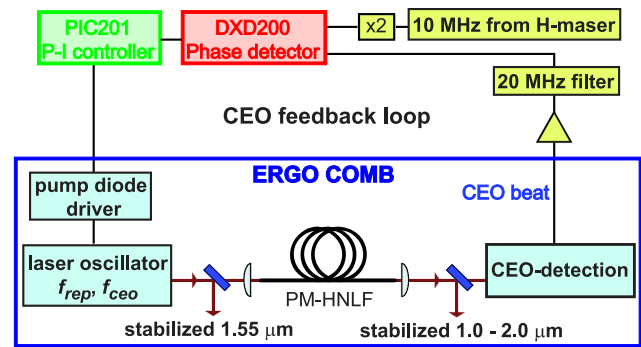 PIC201
P-I controller
DXD200
Phase detector
x2
10 MHz from H-maser
20 MHz filter
CEO feedback loop
ERGO COMB
CEO beat
pump diode
driver
laser oscillator
f_rep, f_ceo
PM-HNLF
CEO-detection
stabilized 1.55 μm
stabilized 1.0 - 2.0 μm